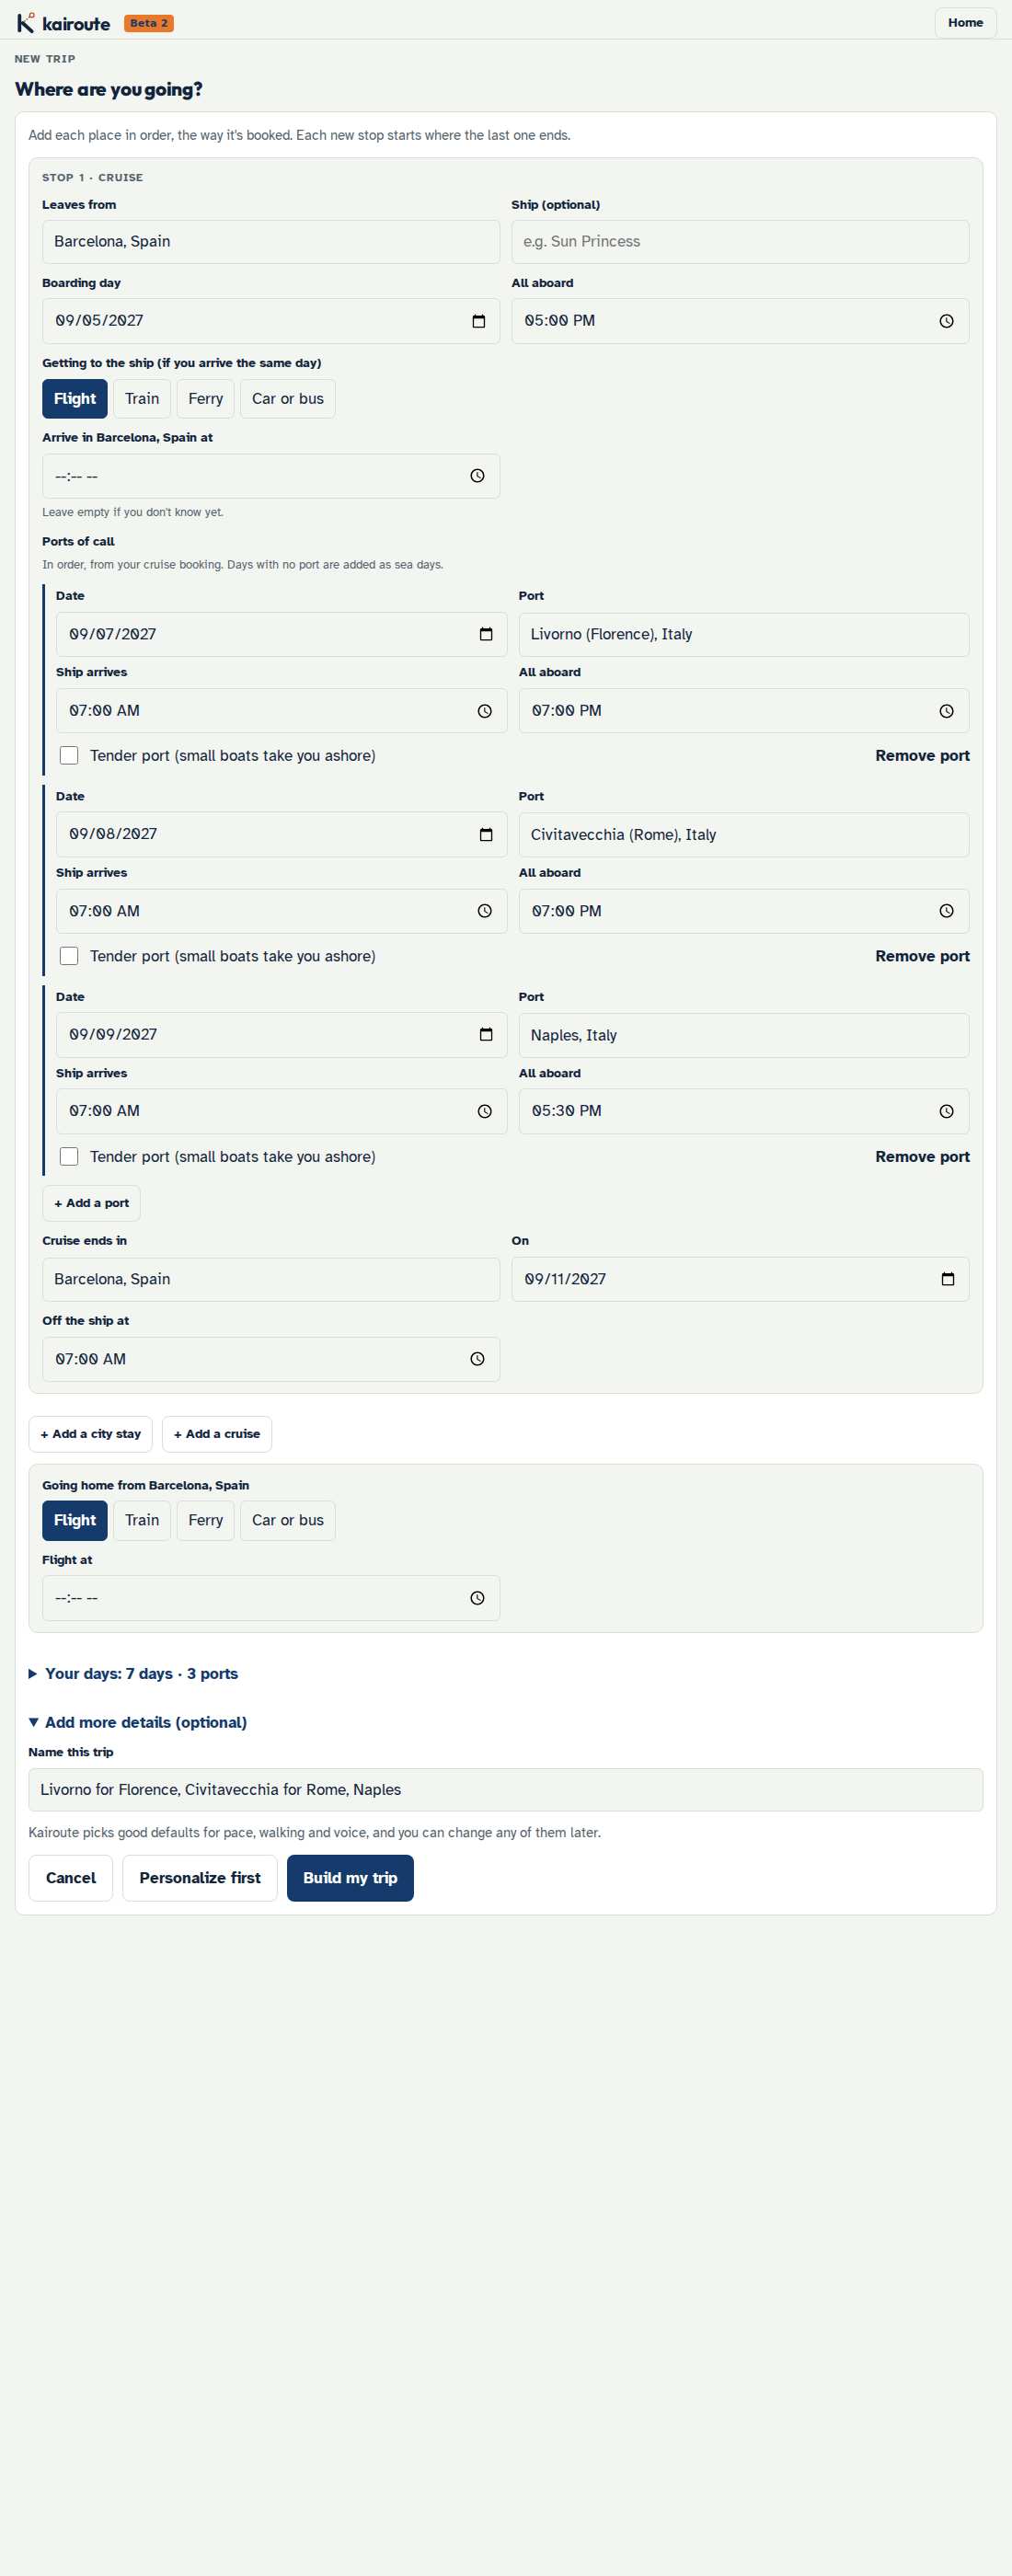 kairoute Beta 2 Home
NEW TRIP
Where are you going?
Add each place in order, the way it's booked. Each new stop starts where the last one ends.
STOP 1 · CRUISE
Leaves from Ship (optional)
Barcelona, Spain e.g. Sun Princess
Boarding day All aboard
09/05/2027 05:00 PM
Getting to the ship (if you arrive the same day)
Flight Train Ferry Car or bus
Arrive in Barcelona, Spain at
--:-- --
Leave empty if you don't know yet.
Ports of call
In order, from your cruise booking. Days with no port are added as sea days.
Date Port
09/07/2027 Livorno (Florence), Italy
Ship arrives All aboard
07:00 AM 07:00 PM
Tender port (small boats take you ashore) Remove port
Date Port
09/08/2027 Civitavecchia (Rome), Italy
Ship arrives All aboard
07:00 AM 07:00 PM
Tender port (small boats take you ashore) Remove port
Date Port
09/09/2027 Naples, Italy
Ship arrives All aboard
07:00 AM 05:30 PM
Tender port (small boats take you ashore) Remove port
+ Add a port
Cruise ends in On
Barcelona, Spain 09/11/2027
Off the ship at
07:00 AM
+ Add a city stay + Add a cruise
Going home from Barcelona, Spain
Flight Train Ferry Car or bus
Flight at
--:-- --
Your days: 7 days · 3 ports
Add more details (optional)
Name this trip
Livorno for Florence, Civitavecchia for Rome, Naples
Kairoute picks good defaults for pace, walking and voice, and you can change any of them later.
Cancel Personalize first Build my trip